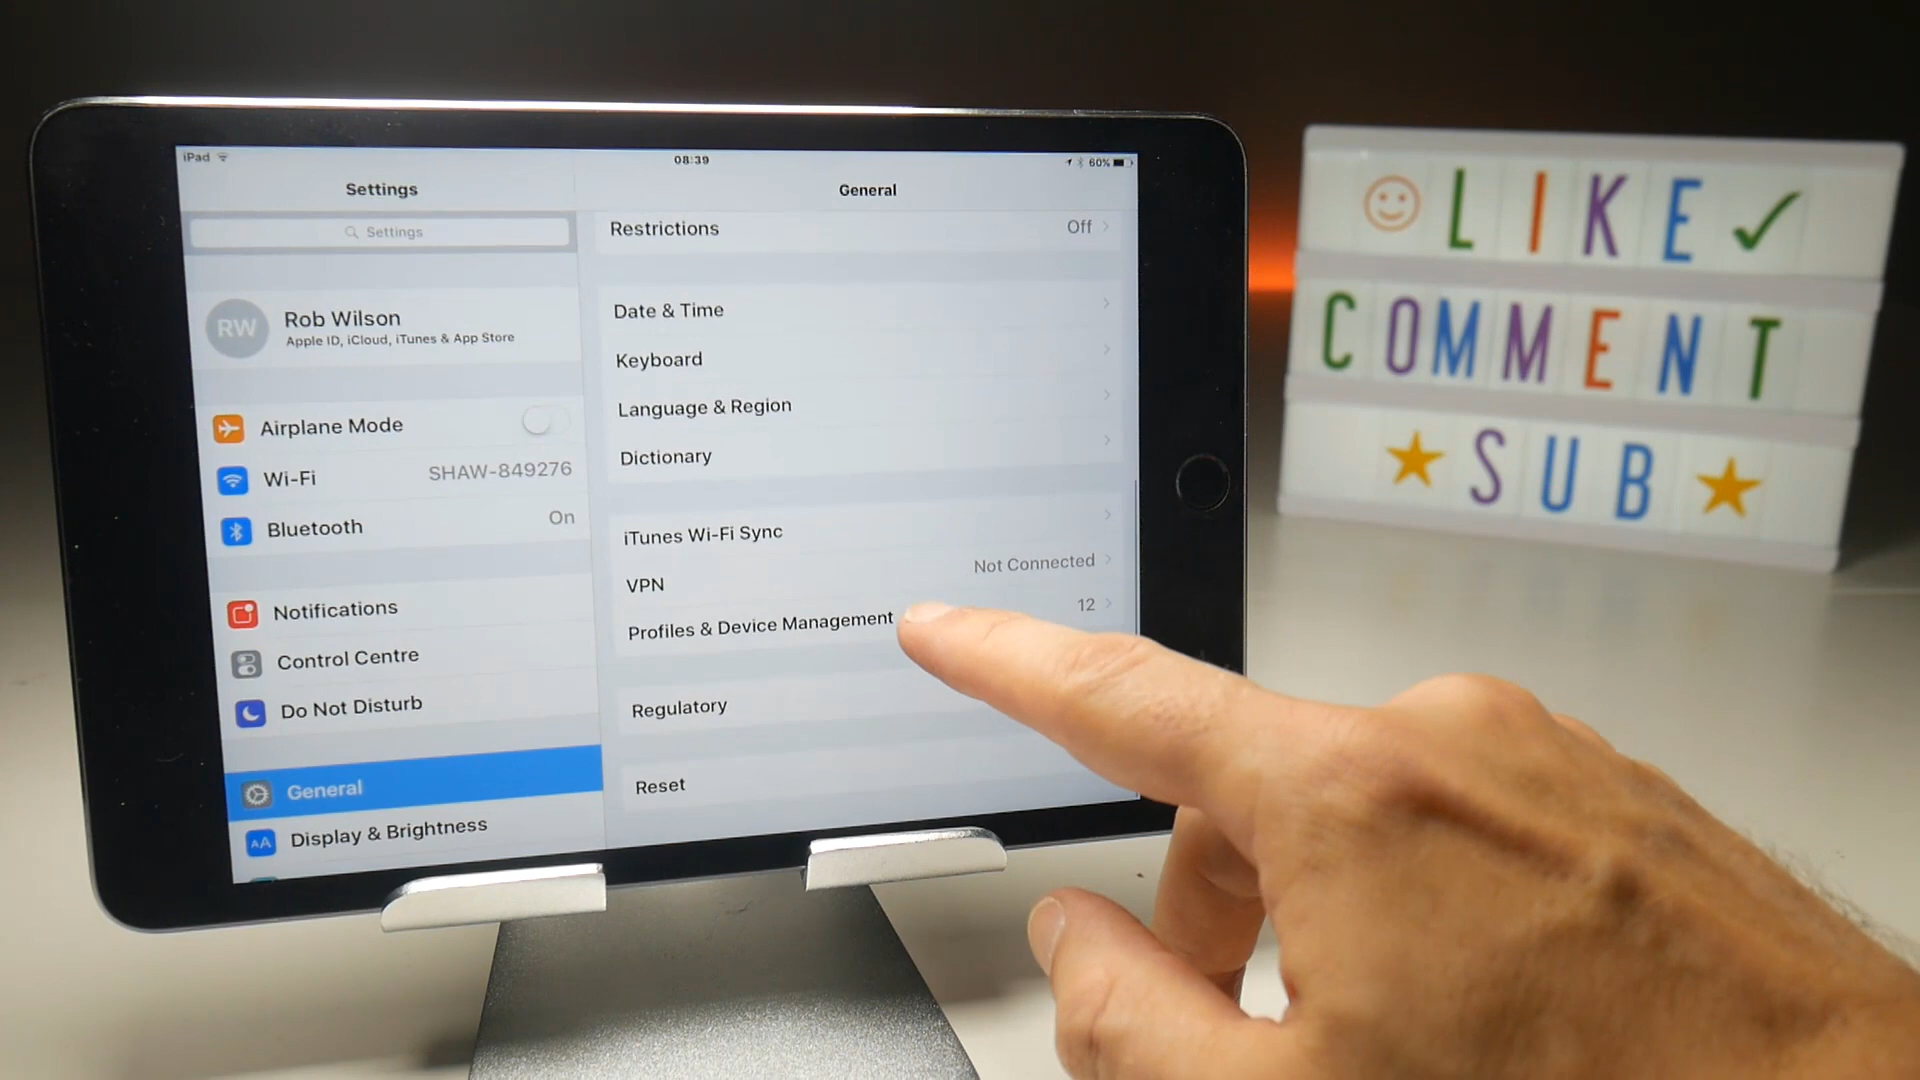 iPad
08:39
60%
Settings
General
Settings
RW
Rob Wilson
Apple ID, iCloud, iTunes & App Store
Airplane Mode
Wi-Fi SHAW-849276
Bluetooth On
Notifications
Control Centre
Do Not Disturb
General
AA Display & Brightness
Restrictions Off
Date & Time
Keyboard
Language & Region
Dictionary
iTunes Wi-Fi Sync
VPN Not Connected
Profiles & Device Management 12
Regulatory
Reset
LIKE
COMMENT
SUB